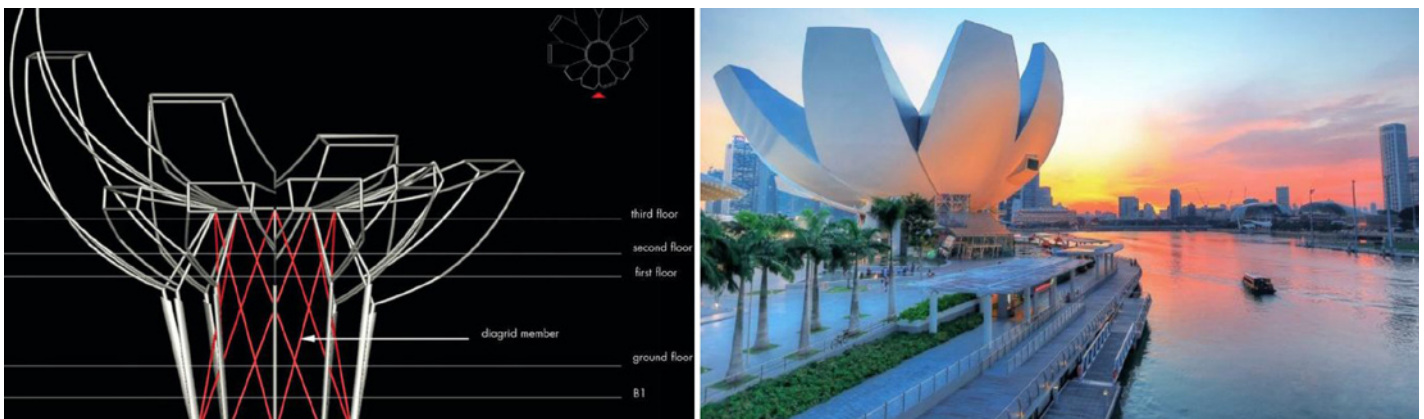 third floor
second floor
first floor
diagrid member
ground floor
B1